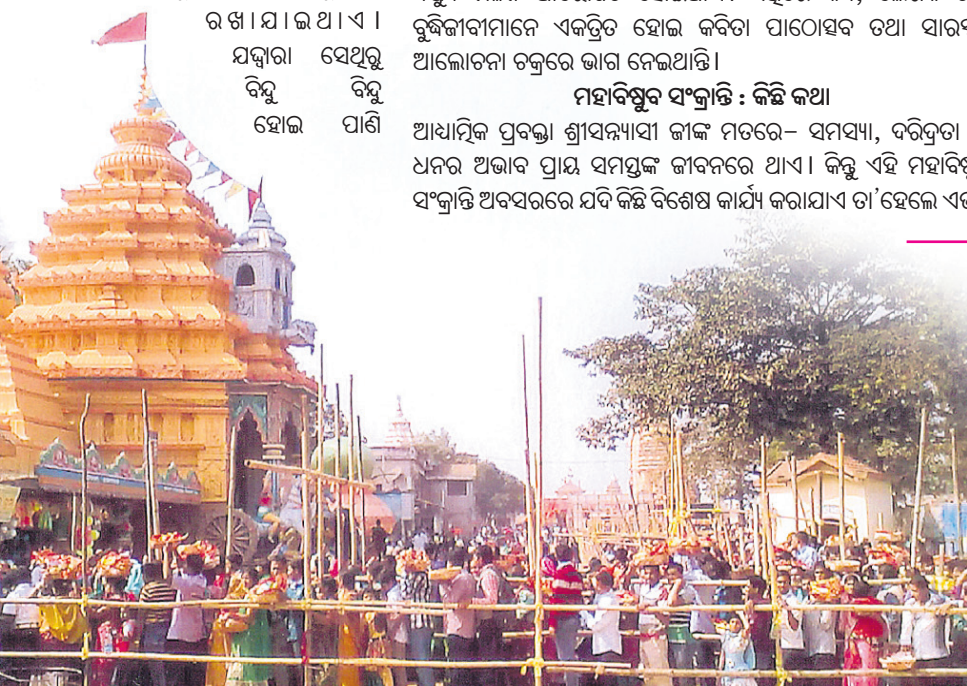 ରଖାଯାଇଥାଏ।
ଯଦ୍ଵାରା ସେଥିରୁ
ବିନ୍ଦୁ ବିନ୍ଦୁ
ହୋଇ ପାଣି
ବୁଦ୍ଧିଜୀବୀମାନେ ଏକତ୍ରିତ ହୋଇ କବିତା ପାଠୋତ୍ସବ ତଥା
ଆଲୋଚନା ଚକ୍ରରେ ଭାଗ ନେଇଥାନ୍ତି।
ମହାବିଷୁବ ସଂକ୍ରାନ୍ତି : କିଛି କଥା
ଆଧ୍ୟାତ୍ମିକ ପ୍ରବକ୍ତା ଶ୍ରୀସନ୍ନ୍ୟାସୀ ଜୀଙ୍କ ମତରେ– ସମସ୍ୟା, ଦରିଦ୍ରତା
ଧନର ଅଭାବ ପ୍ରାୟ ସମସ୍ତଙ୍କ ଜୀବନରେ ଥାଏ। କିନ୍ତୁ ଏହି
ସଂକ୍ରାନ୍ତି ଅବସରରେ ଯଦି କିଛି ବିଶେଷ କାର୍ଯ୍ୟ କରାଯାଏ ତା'ହେଲେ